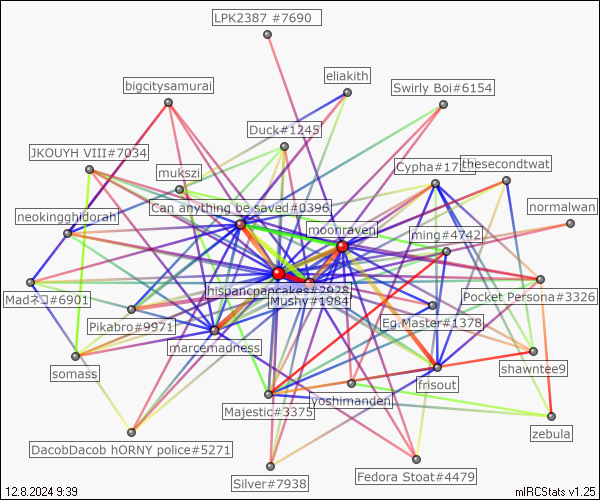 LPK2387 #7690
eliakith
bigcitysamurai
Swirly Boi#6154
Duck#1245
JKOUYH VIII#7034
mukszi
Cypha#17
thesecondtwat
Can anything be saved#0396
neokingghidorah
moonraven
normalwan
ming#4742
hispancpancakes#2928
Madネコ#6901
Mushy#1984
Pocket Persona#3326
Pikabro#9971
Eg.Master#1378
marcemadness
somass
shawntee9
frisout
Majestic#3375
yoshimanden
zebula
DacobDacob hORNY police#5271
Silver#7938
Fedora Stoat#4479
12.8.2024 9:39
mIRCStats v1.25